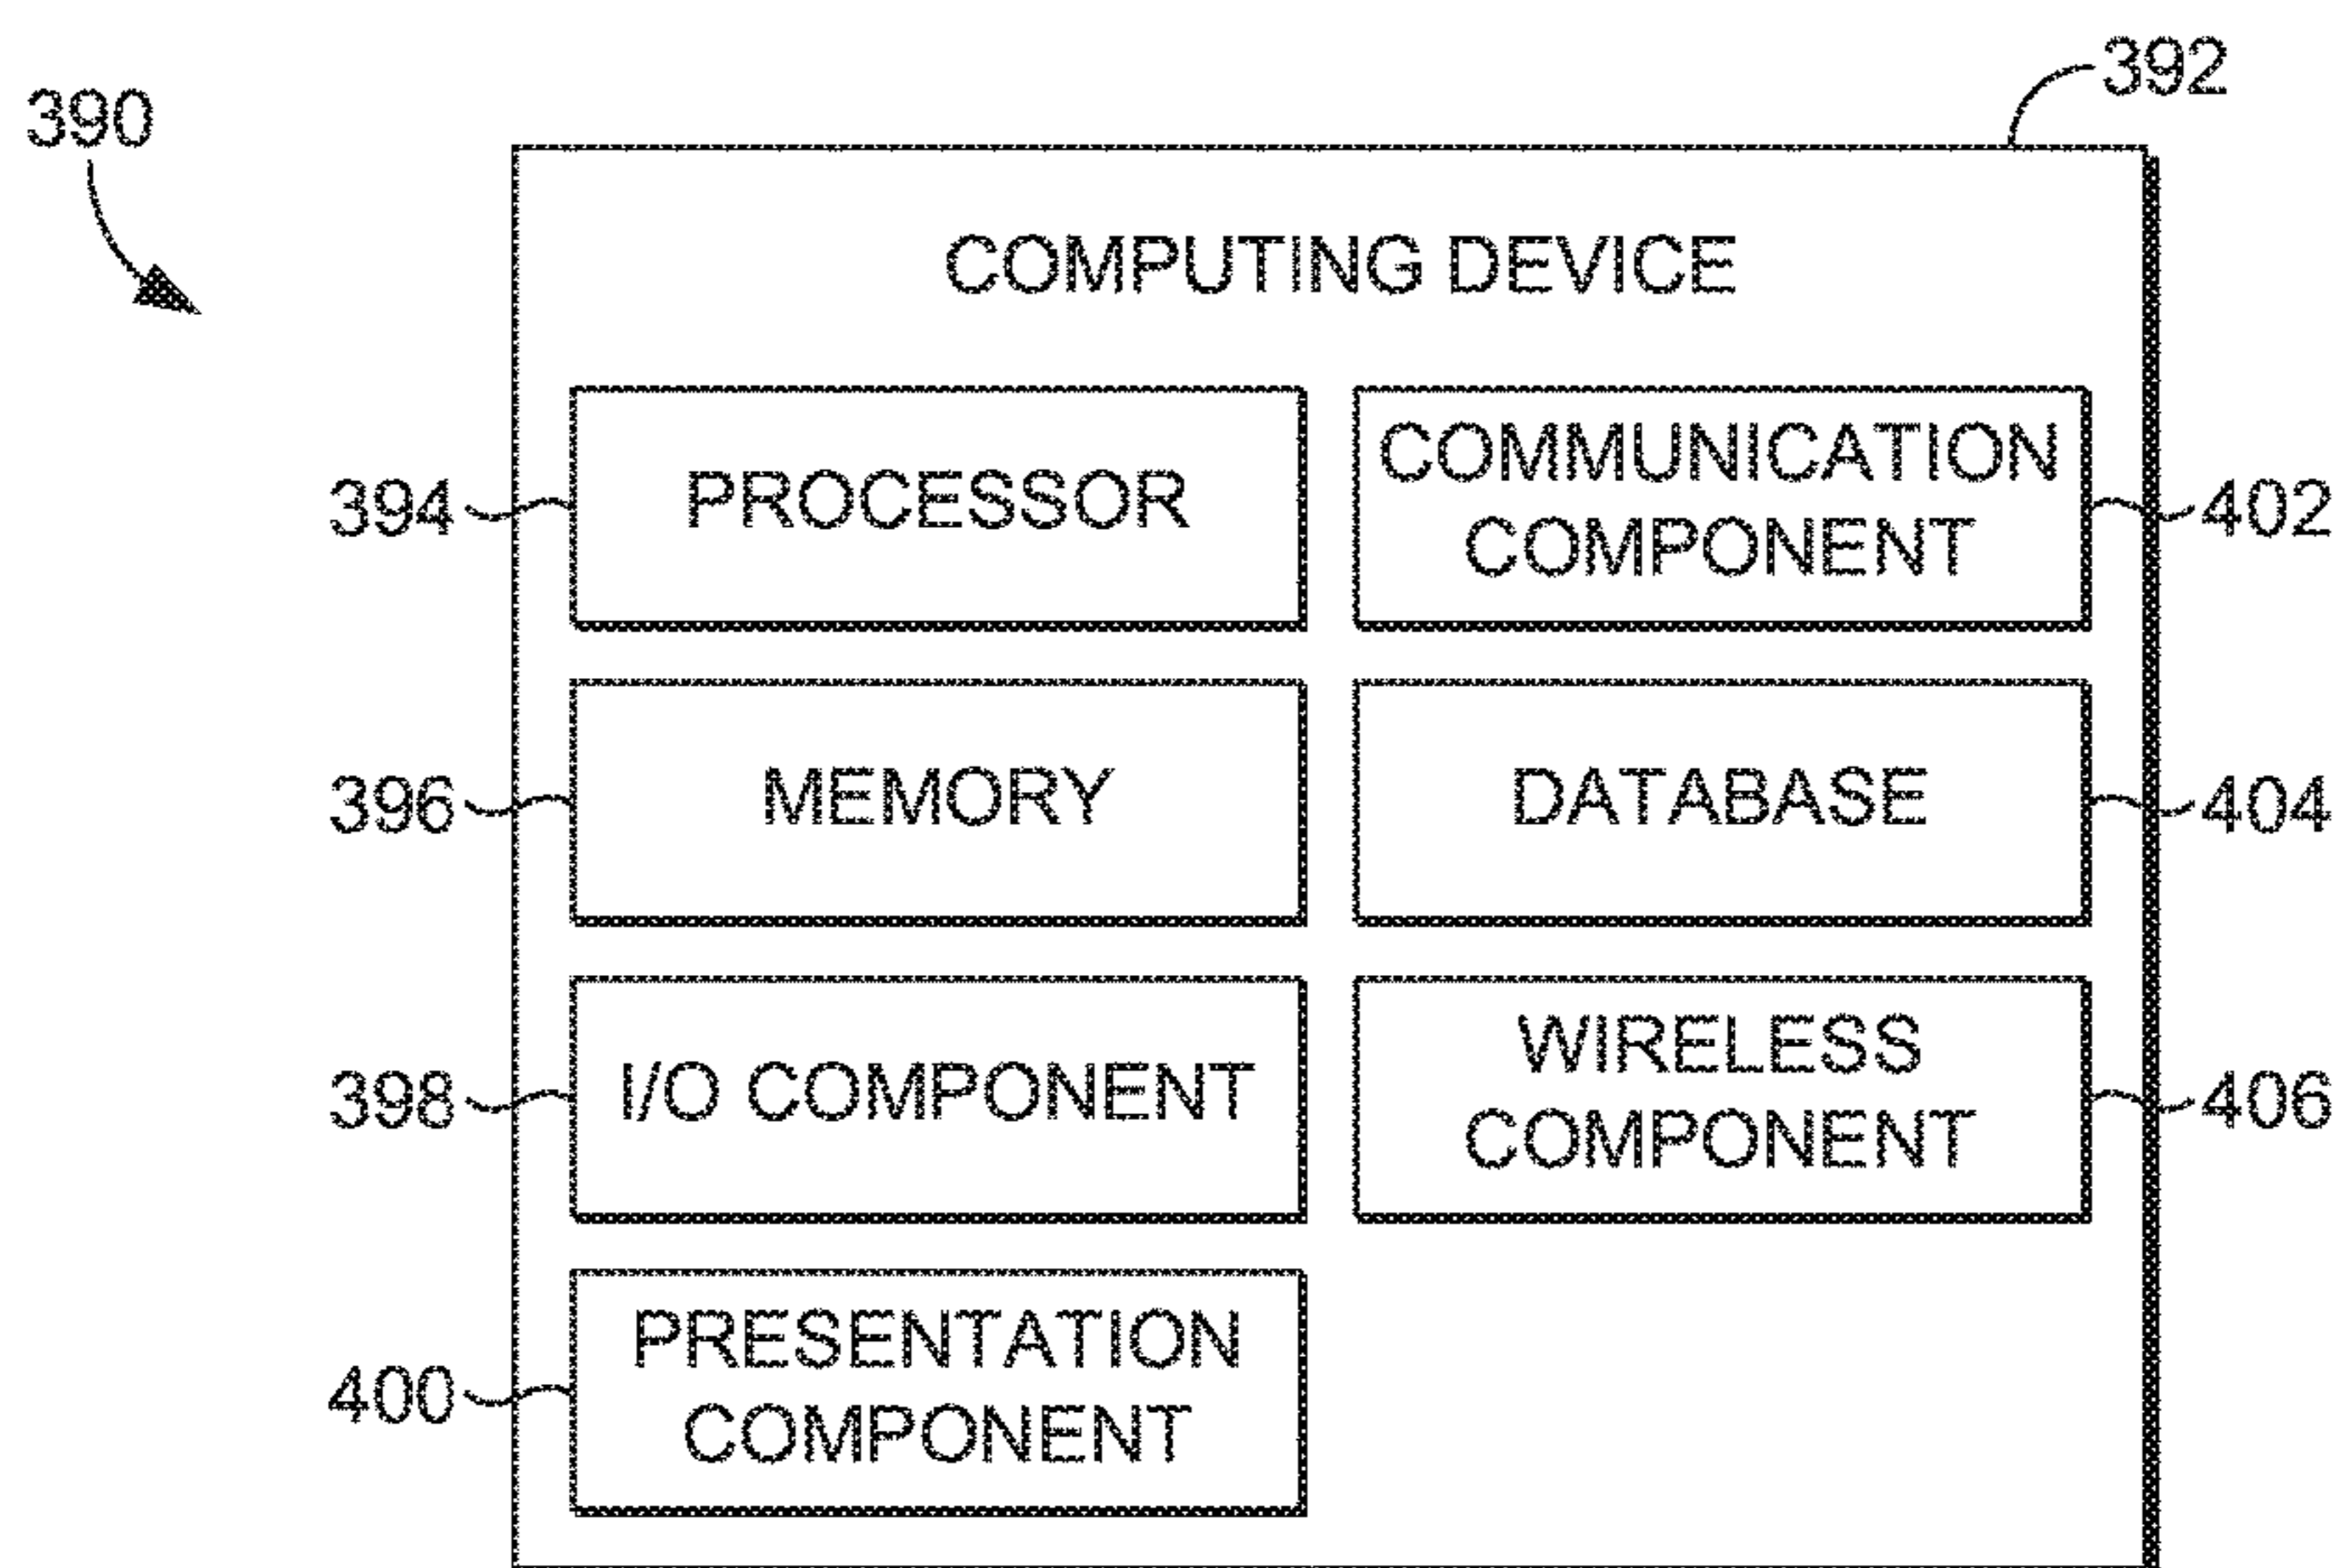 392
390
COMPUTING DEVICE
394
PROCESSOR
COMMUNICATION
COMPONENT
402
396
MEMORY
DATABASE
404
398
I/O COMPONENT
WIRELESS
COMPONENT
406
400
PRESENTATION
COMPONENT